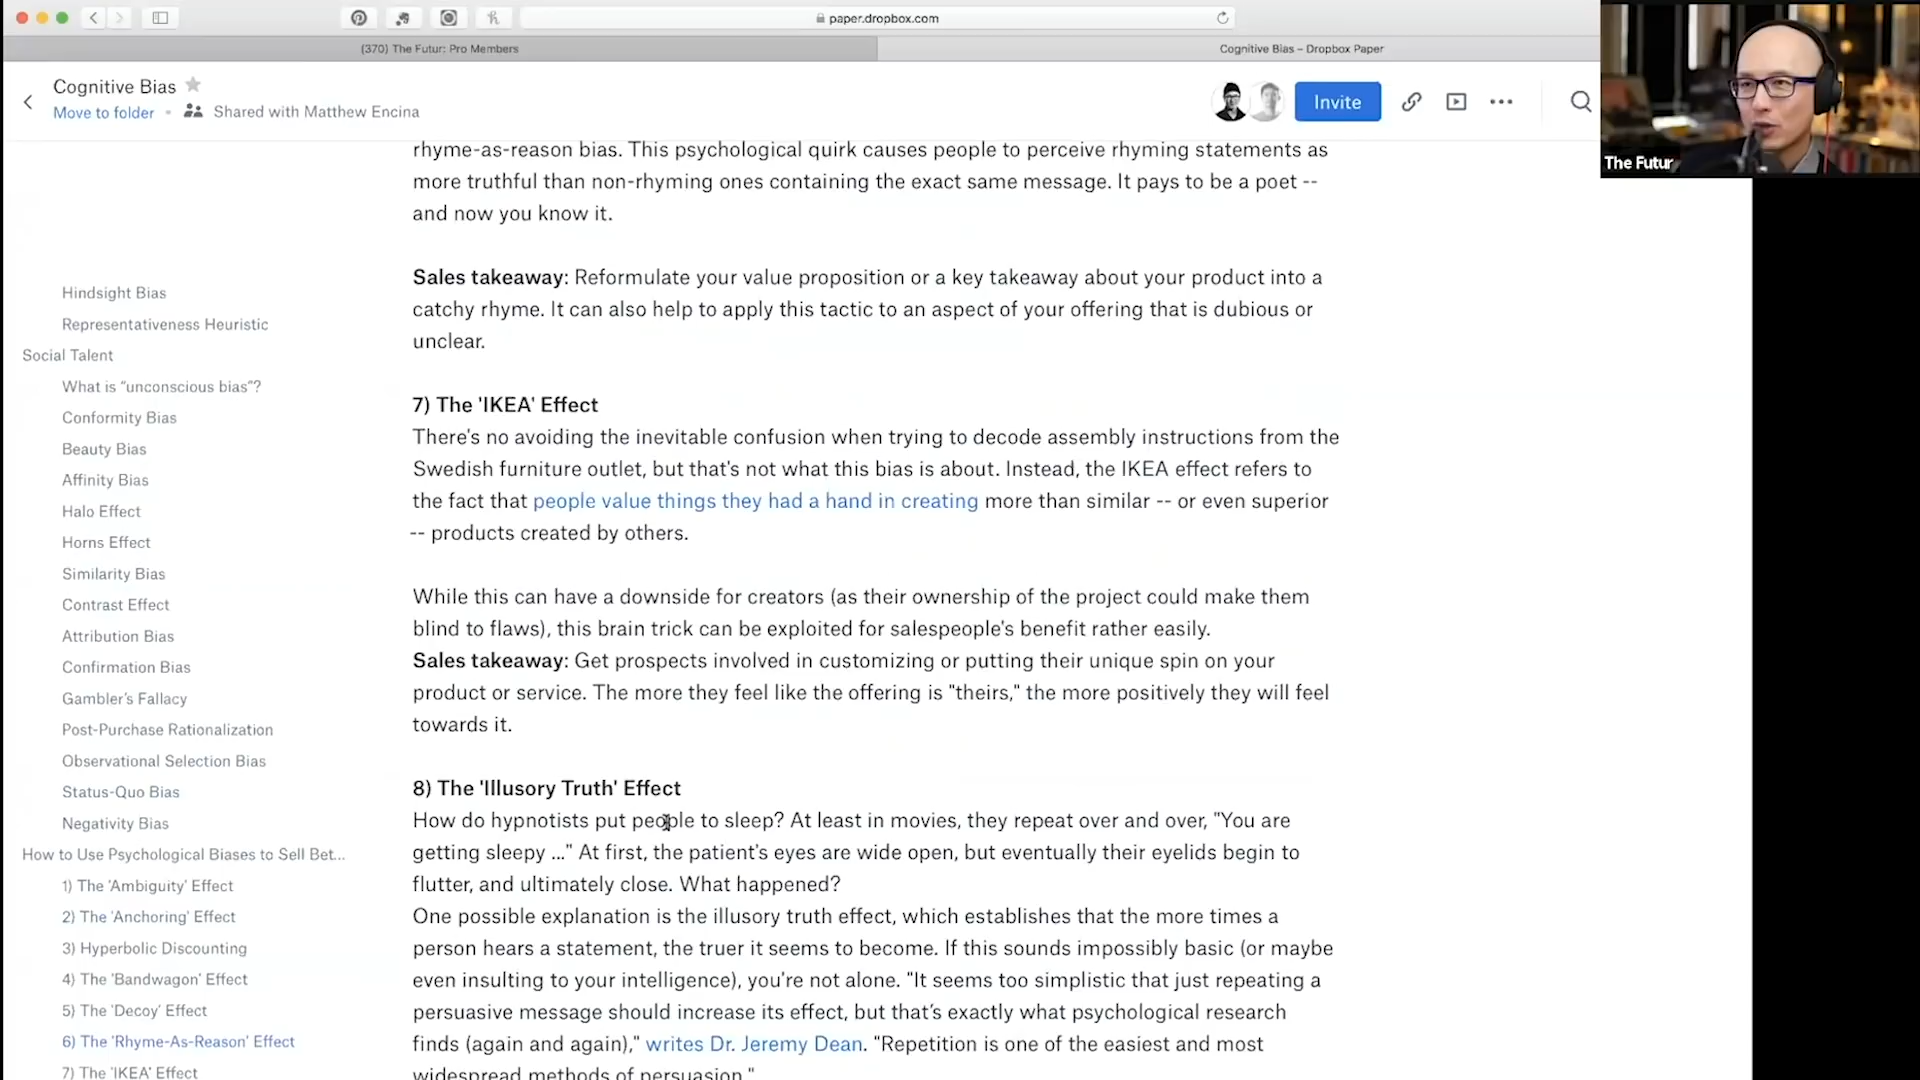 paper.dropbox.com
(370) The Futur: Pro Members
Cognitive Bias – Dropbox Paper
Cognitive Bias
Move to folder
Shared with Matthew Encina
Invite
The Futur
Hindsight Bias
Representativeness Heuristic
Social Talent
What is “unconscious bias”?
Conformity Bias
Beauty Bias
Affinity Bias
Halo Effect
Horns Effect
Similarity Bias
Contrast Effect
Attribution Bias
Confirmation Bias
Gambler’s Fallacy
Post-Purchase Rationalization
Observational Selection Bias
Status-Quo Bias
Negativity Bias
How to Use Psychological Biases to Sell Bet...
1) The 'Ambiguity' Effect
2) The 'Anchoring' Effect
3) Hyperbolic Discounting
4) The 'Bandwagon' Effect
5) The 'Decoy' Effect
6) The 'Rhyme-As-Reason' Effect
7) The 'IKEA' Effect
rhyme-as-reason bias. This psychological quirk causes people to perceive rhyming statements as
more truthful than non-rhyming ones containing the exact same message. It pays to be a poet --
and now you know it.
Sales takeaway: Reformulate your value proposition or a key takeaway about your product into a
catchy rhyme. It can also help to apply this tactic to an aspect of your offering that is dubious or
unclear.
7) The 'IKEA' Effect
There's no avoiding the inevitable confusion when trying to decode assembly instructions from the
Swedish furniture outlet, but that's not what this bias is about. Instead, the IKEA effect refers to
the fact that people value things they had a hand in creating more than similar -- or even superior
-- products created by others.
While this can have a downside for creators (as their ownership of the project could make them
blind to flaws), this brain trick can be exploited for salespeople's benefit rather easily.
Sales takeaway: Get prospects involved in customizing or putting their unique spin on your
product or service. The more they feel like the offering is "theirs," the more positively they will feel
towards it.
8) The 'Illusory Truth' Effect
How do hypnotists put people to sleep? At least in movies, they repeat over and over, "You are
getting sleepy ..." At first, the patient's eyes are wide open, but eventually their eyelids begin to
flutter, and ultimately close. What happened?
One possible explanation is the illusory truth effect, which establishes that the more times a
person hears a statement, the truer it seems to become. If this sounds impossibly basic (or maybe
even insulting to your intelligence), you're not alone. "It seems too simplistic that just repeating a
persuasive message should increase its effect, but that’s exactly what psychological research
finds (again and again)," writes Dr. Jeremy Dean. "Repetition is one of the easiest and most
widespread methods of persuasion."